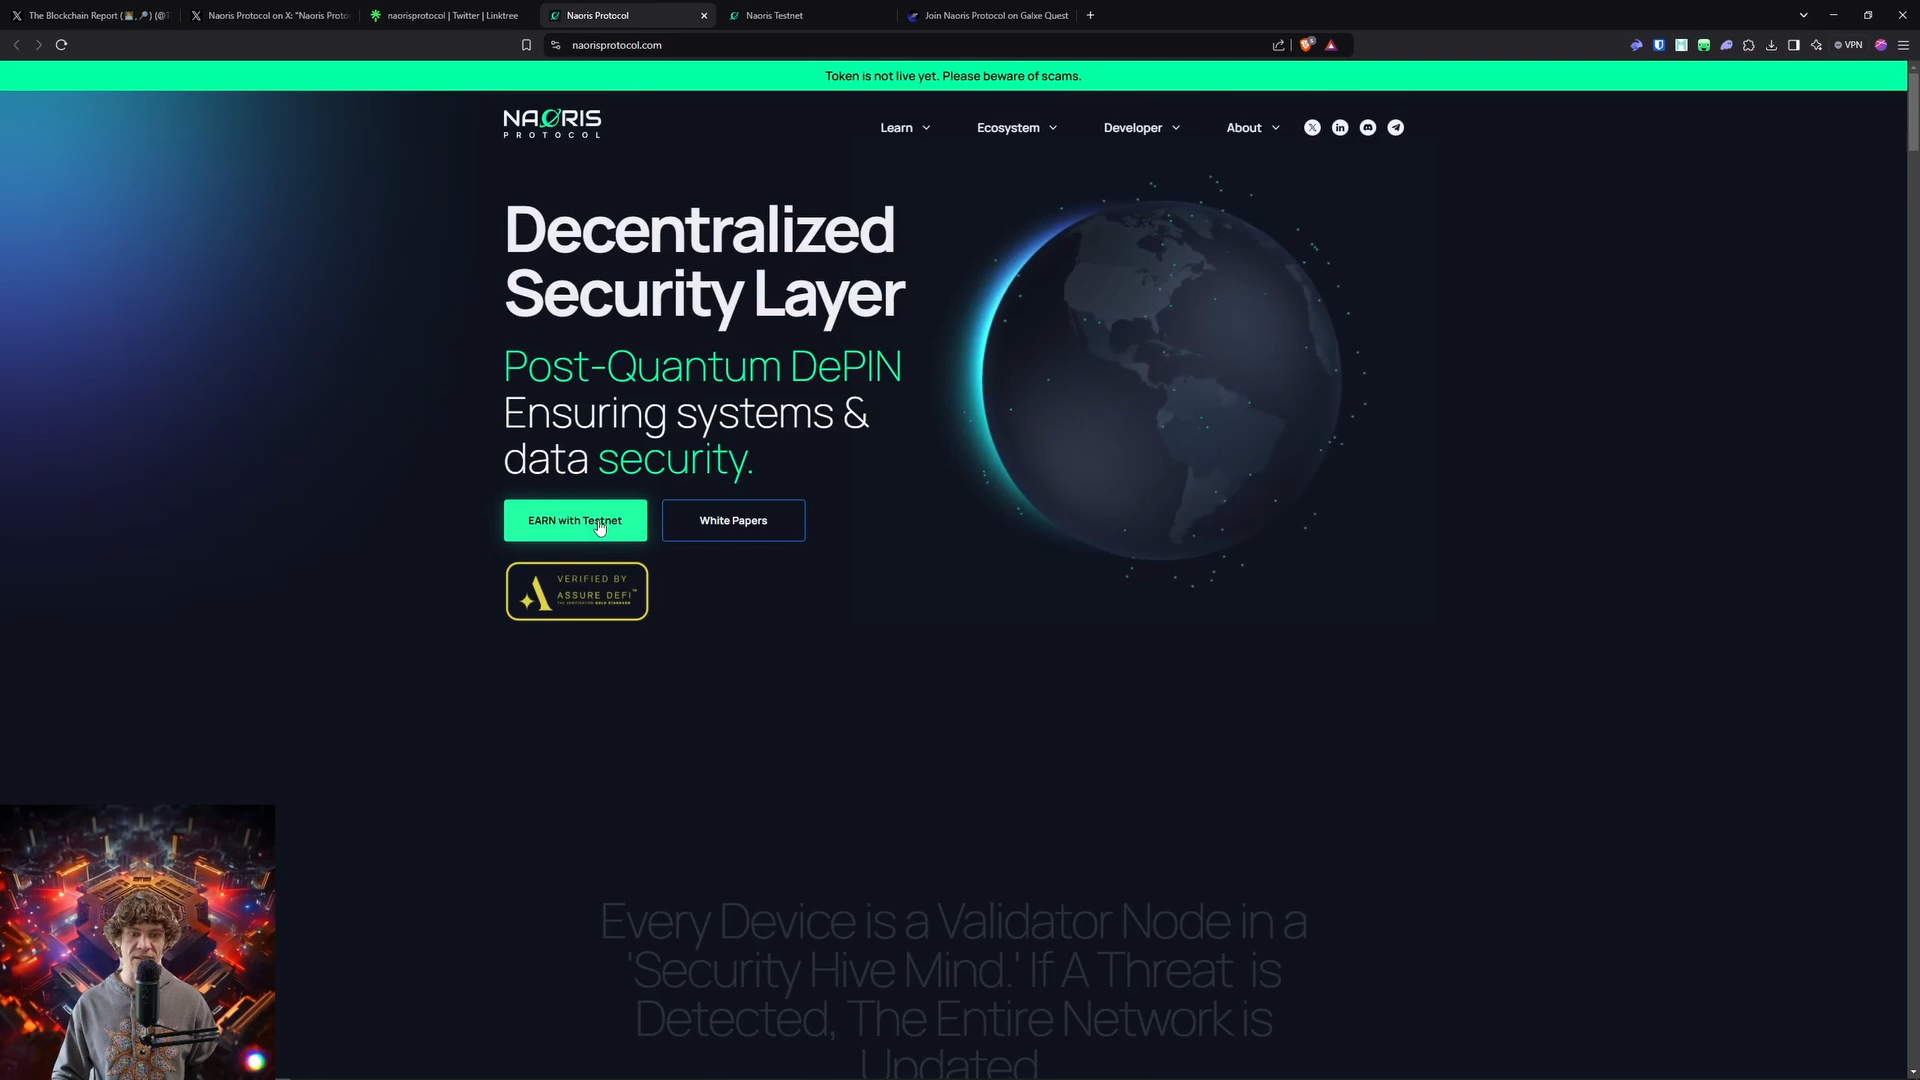 The Blockchain Report (
Naoris Protocol on X: "Naoris Proto
naorisprotocol | Twitter | Linktree
Naoris Protocol
Naoris Testnet
Join Naoris Protocol on Galxe Quest
naorisprotocol.com
VPN
Token is not live yet. Please beware of scams.
NAORIS
PROTOCOL
Learn
Ecosystem
Developer
About
Decentralized
Security Layer
Post-Quantum DePIN
Ensuring systems &
data security.
EARN with Testnet
White Papers
VERIFIED BY
ASSURE DEFI™
THE VERIFICATION GOLD STANDARD
Every Device is a Validator Node in a
'Security Hive Mind.' If A Threat is
Detected, The Entire Network is
Updated